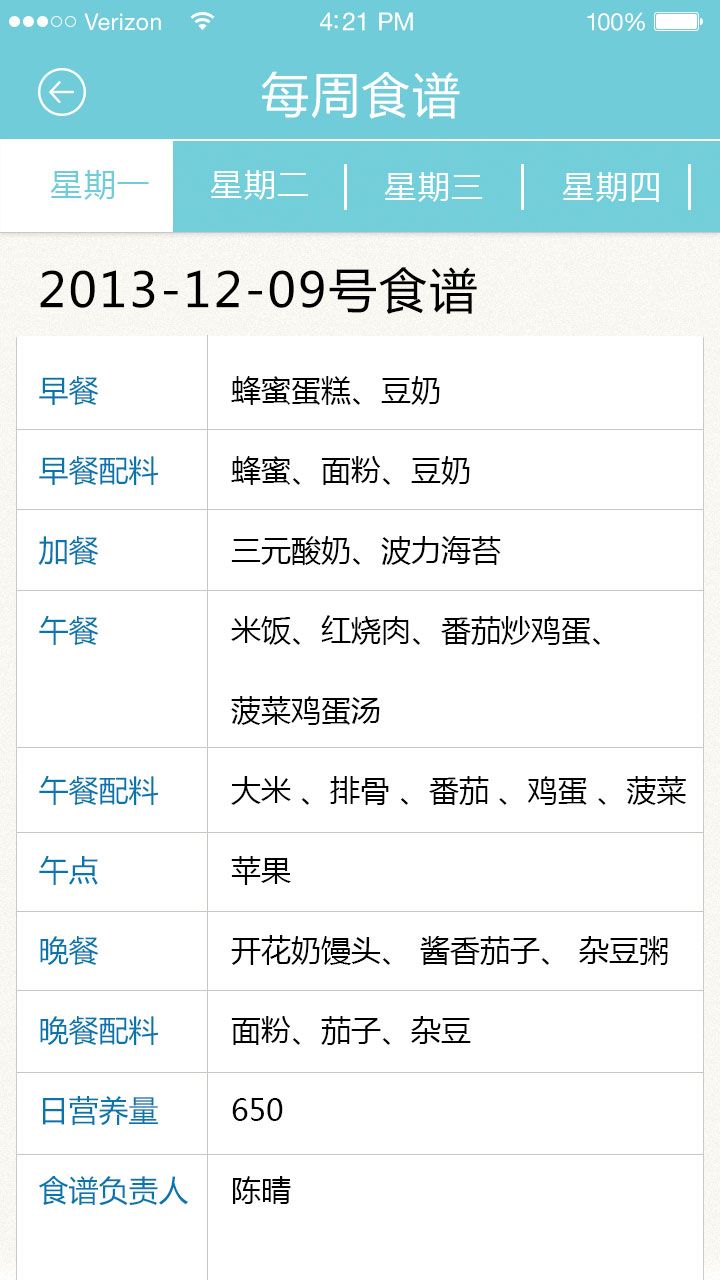 Verizon 4:21 PM 100%
每周食谱
星期一 星期二 星期三 星期四
2013-12-09号食谱
早餐 蜂蜜蛋糕、豆奶
早餐配料 蜂蜜、面粉、豆奶
加餐 三元酸奶、波力海苔
午餐 米饭、红烧肉、番茄炒鸡蛋、
菠菜鸡蛋汤
午餐配料 大米 、排骨 、番茄 、鸡蛋 、菠菜
午点 苹果
晚餐 开花奶馒头、 酱香茄子、 杂豆粥
晚餐配料 面粉、茄子、杂豆
日营养量 650
食谱负责人 陈晴